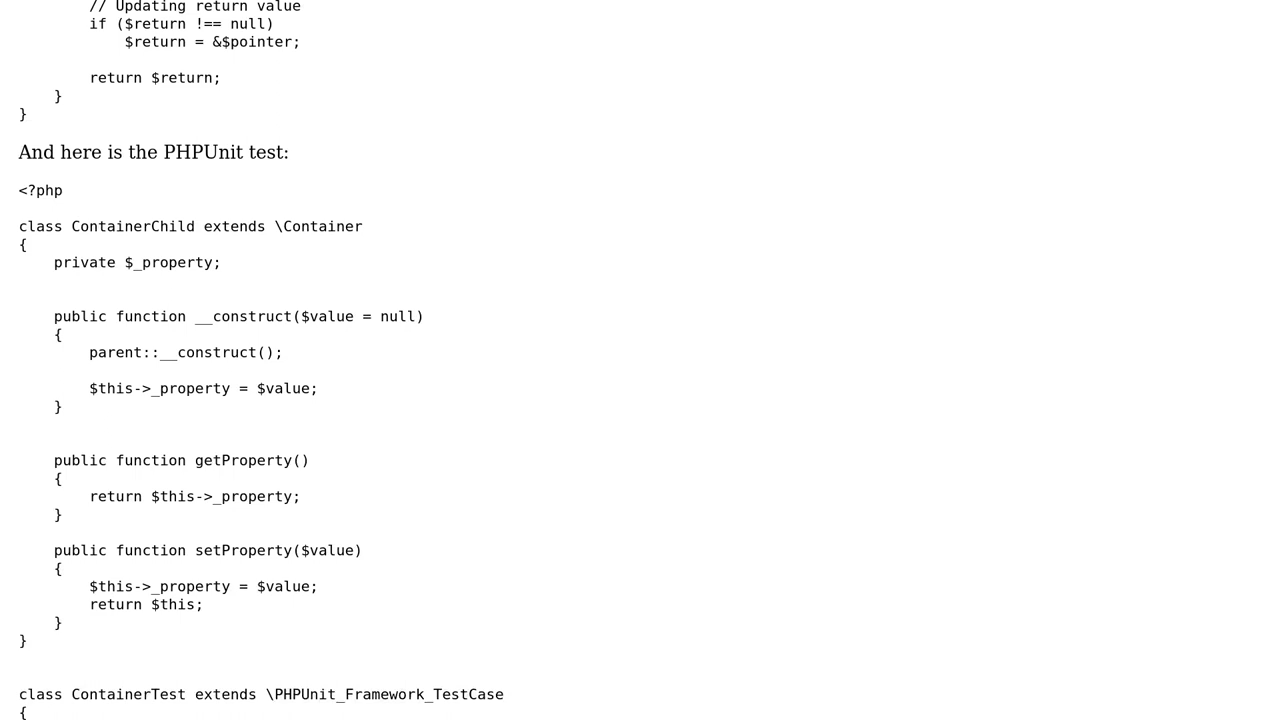 // Updating return value
        if ($return !== null)
            $return = &$pointer;

        return $return;
    }
}
And here is the PHPUnit test:
<?php

class ContainerChild extends \Container
{
    private $_property;


    public function __construct($value = null)
    {
        parent::__construct();

        $this->_property = $value;
    }


    public function getProperty()
    {
        return $this->_property;
    }

    public function setProperty($value)
    {
        $this->_property = $value;
        return $this;
    }
}


class ContainerTest extends \PHPUnit_Framework_TestCase
{